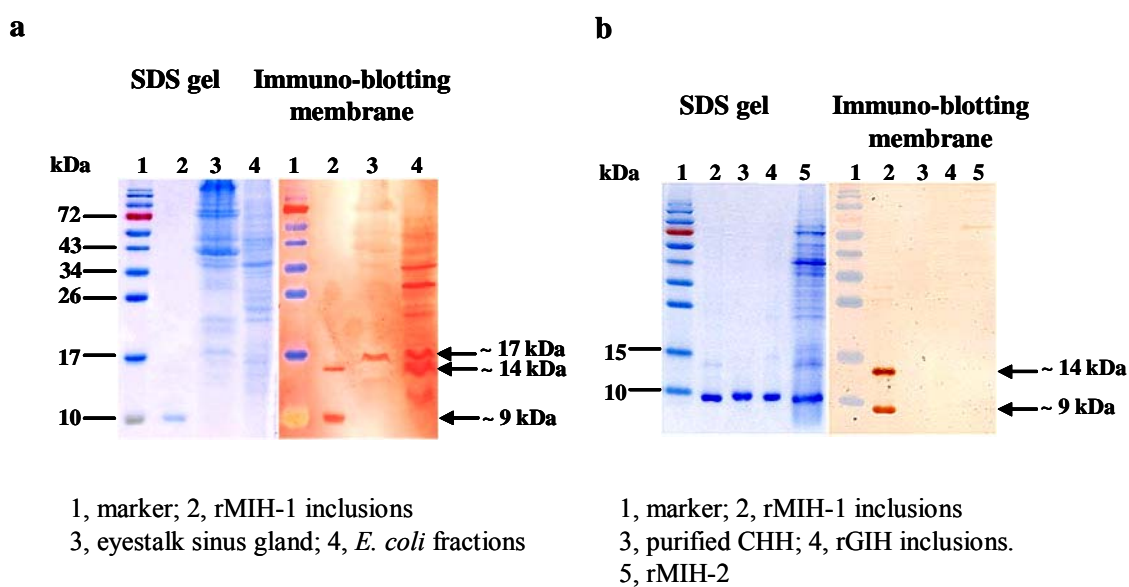 a
SDS gel
Immuno-blotting
membrane
kDa
1 2 3 4 1 2 3 4
72
43
34
26
17
10
~ 17 kDa
~ 14 kDa
~ 9 kDa
1, marker; 2, rMIH-1 inclusions
3, eyestalk sinus gland; 4, E. coli fractions
b
SDS gel
Immuno-blotting
membrane
kDa
1 2 3 4 5 1 2 3 4 5
15
10
~ 14 kDa
~ 9 kDa
1, marker; 2, rMIH-1 inclusions
3, purified CHH; 4, rGIH inclusions.
5, rMIH-2